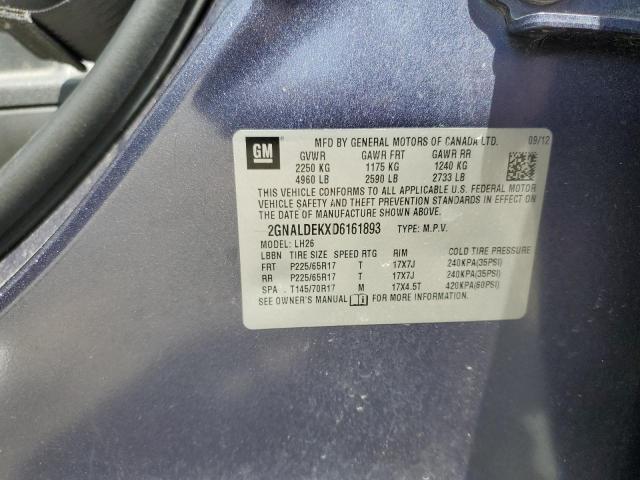 GM
MFD BY GENERAL MOTORS OF CANADA LTD. 09/12
GVWR GAWR FRT GAWR RR
2250 KG 1175 KG 1240 KG
4960 LB 2590 LB 2733 LB
THIS VEHICLE CONFORMS TO ALL APPLICABLE U.S. FEDERAL MOTOR
VEHICLE SAFETY AND THEFT PREVENTION STANDARDS IN EFFECT ON
THE DATE OF MANUFACTURE SHOWN ABOVE.
2GNALDEKXD6161893 TYPE: M.P.V.
MODEL: LH26
LBBN TIRE SIZE SPEED RTG RIM COLD TIRE PRESSURE
FRT P225/65R17 T 17X7J 240KPA(35PSI)
RR P225/65R17 T 17X7J 240KPA(35PSI)
SPA T145/70R17 M 17X4.5T 420KPA(60PSI)
SEE OWNER'S MANUAL FOR MORE INFORMATION